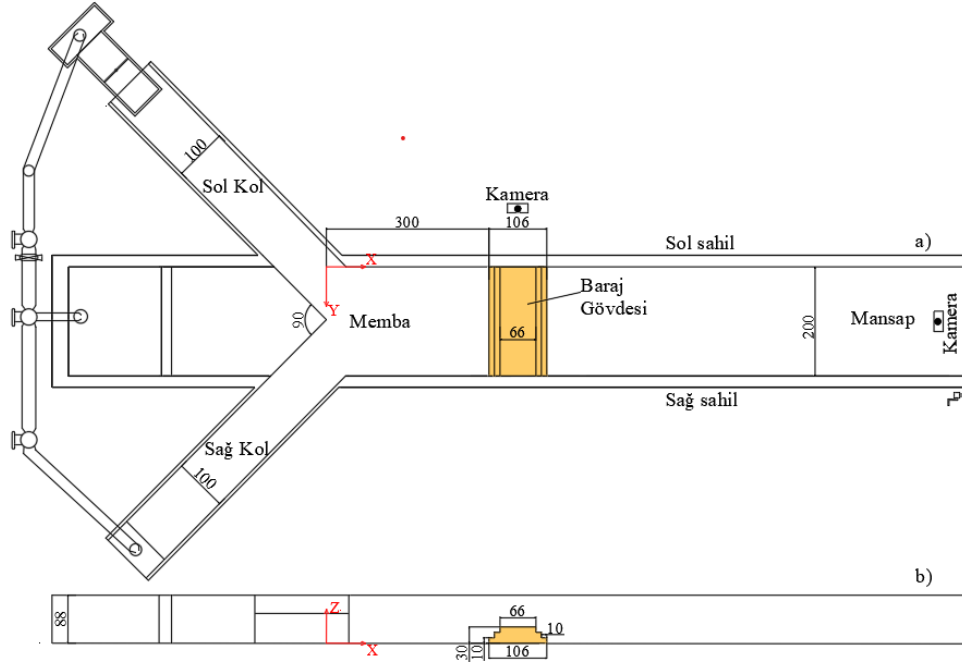 100
Sol Kol
Kamera
300
106
Sol sahil
a)
X
Y
90
Memba
Baraj
Gövdesi
66
200
Mansap
Kamera
Sağ sahil
Sağ Kol
100
b)
88
Z
X
66
10
30
10
106